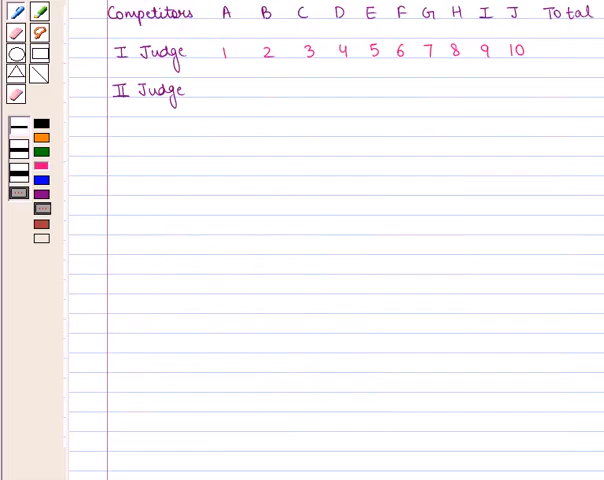 Competitors A B C D E F G H I J Total
I Judge 1 2 3 4 5 6 7 8 9 10
II Judge